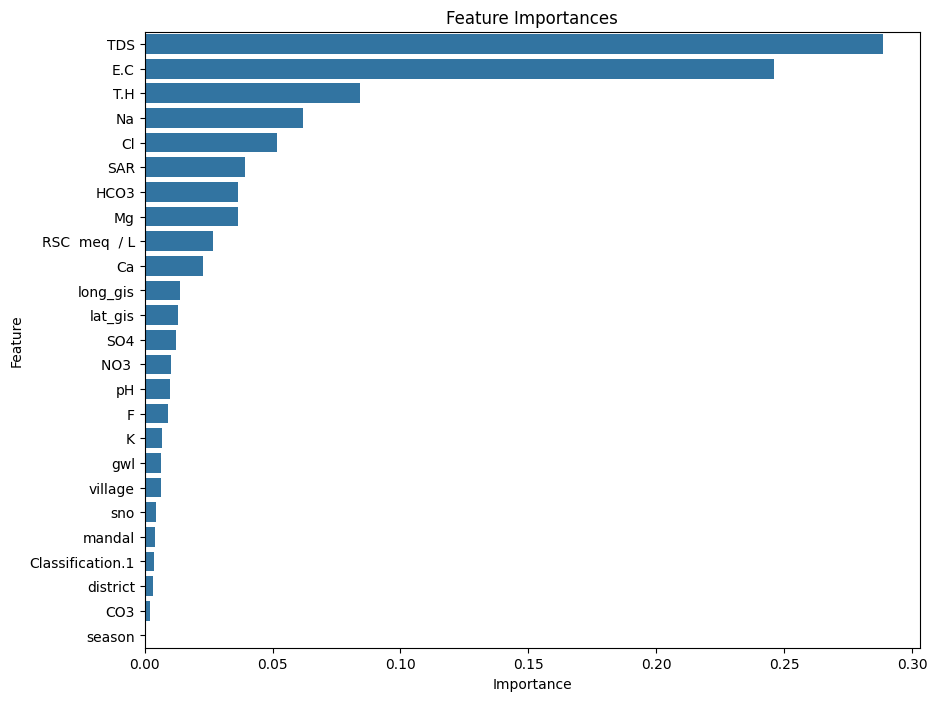 Feature Importances
TDS
E.C
T.H
Na
Cl
SAR
HCO3
Mg
RSC  meq  / L
Ca
long_gis
lat_gis
SO4
NO3
pH
F
K
gwl
village
sno
mandal
Classification.1
district
CO3
season
Feature
0.00 0.05 0.10 0.15 0.20 0.25 0.30
Importance